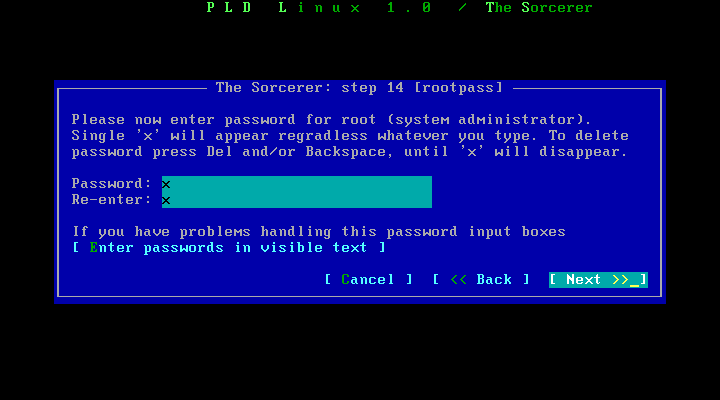 P L D  L i n u x  1 . 0  /  The Sorcerer
The Sorcerer: step 14 [rootpass]
Please now enter password for root (system administrator).
Single 'x' will appear regradless whatever you type. To delete
password press Del and/or Backspace, until 'x' will disappear.
Password: x
Re-enter: x
If you have problems handling this password input boxes
[ Enter passwords in visible text ]
[ Cancel ]  [ << Back ]  [ Next >>_]